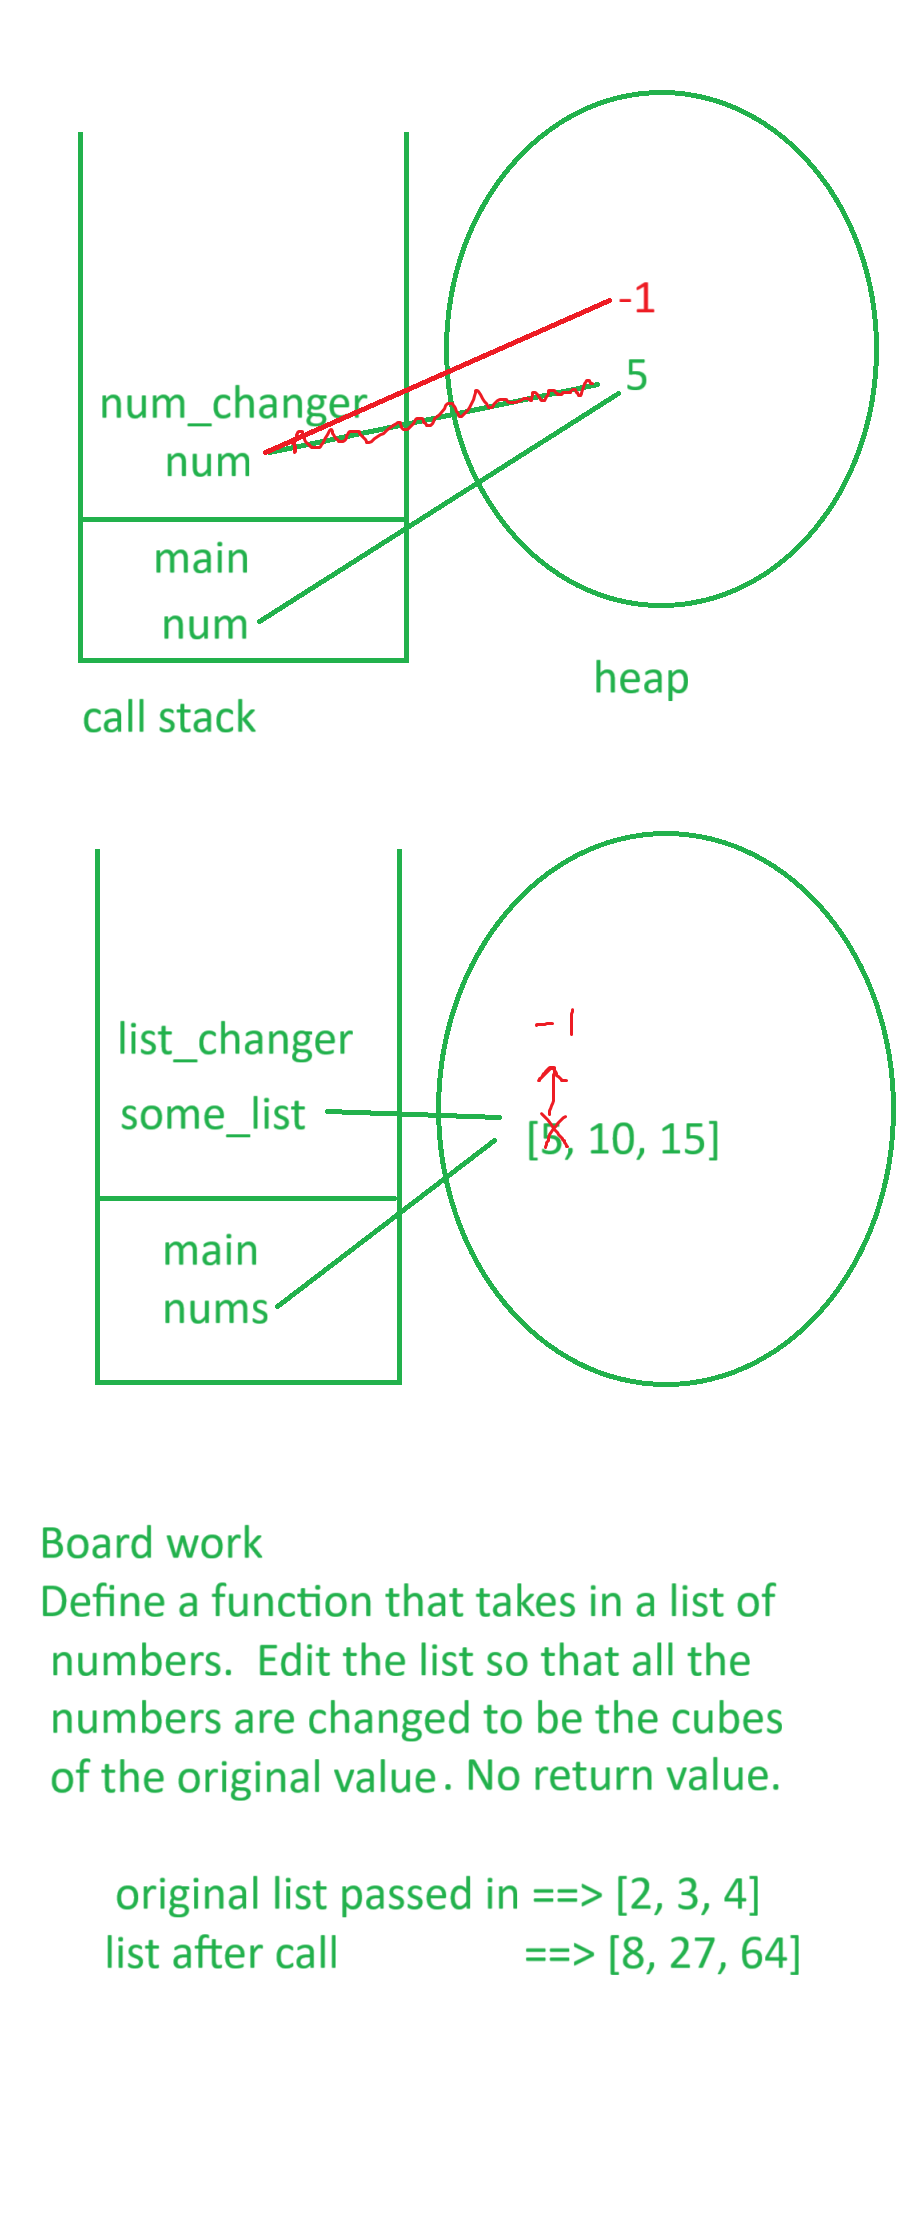 -1
5
num_changer
num
main
num
heap
call stack
-1
list_changer
some_list
[5, 10, 15]
main
nums
Board work
Define a function that takes in a list of
numbers.  Edit the list so that all the
numbers are changed to be the cubes
of the original value. No return value.
original list passed in ==> [2, 3, 4]
list after call ==> [8, 27, 64]